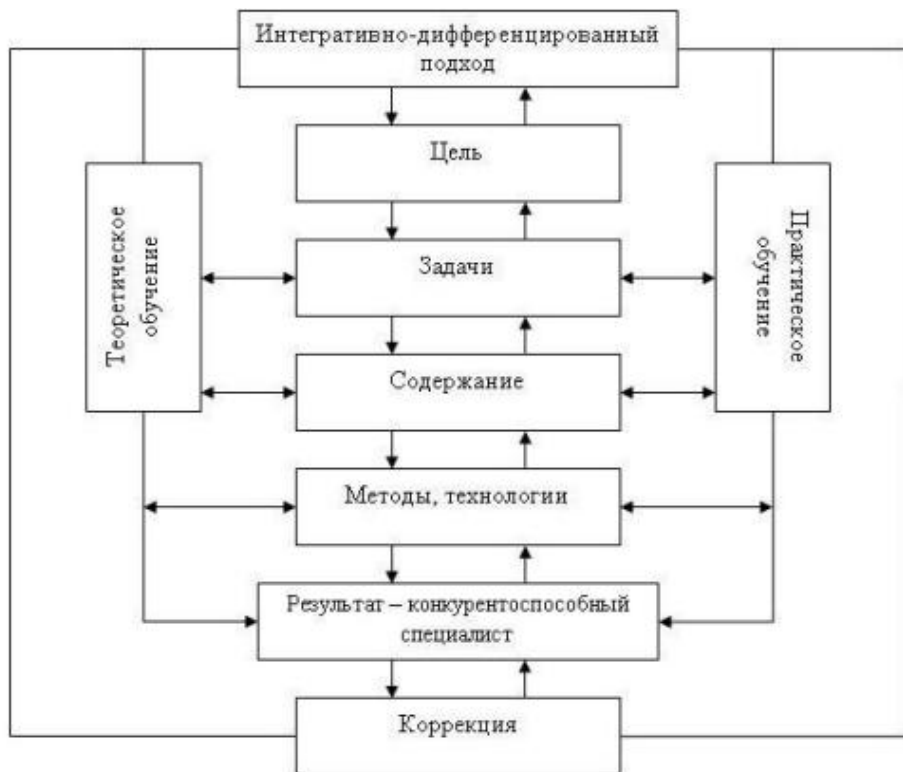 Интегративно-дифференцированный
подход
Цель
Теоретическое
обучение
Задачи
Практическое
обучение
Содержание
Методы, технологии
Результат – конкурентоспособный
специалист
Коррекция